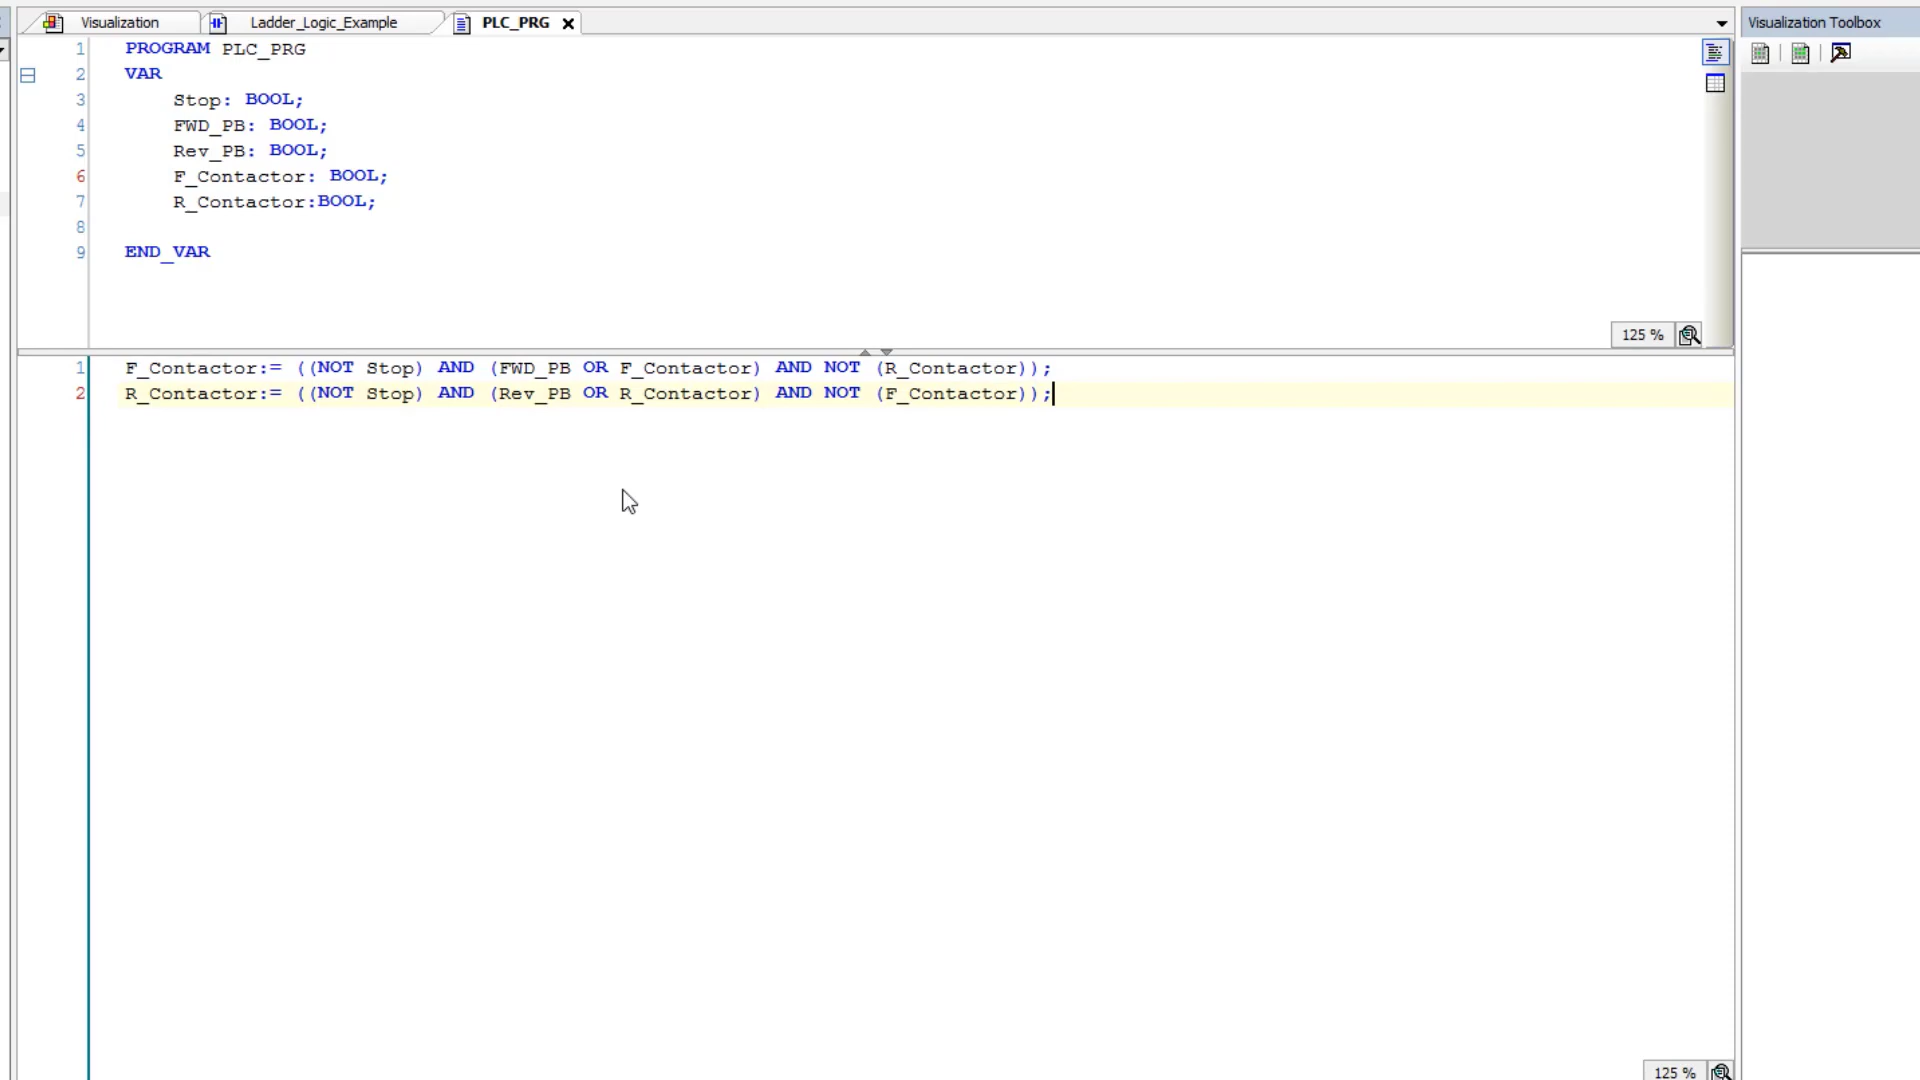 Visualization Ladder_Logic_Example PLC_PRG Visualization Toolbox
1 PROGRAM PLC_PRG
2 VAR
3 Stop: BOOL;
4 FWD_PB: BOOL;
5 Rev_PB: BOOL;
6 F_Contactor: BOOL;
7 R_Contactor:BOOL;
8
9 END_VAR
125 %
1 F_Contactor:= ((NOT Stop) AND (FWD_PB OR F_Contactor) AND NOT (R_Contactor));
2 R_Contactor:= ((NOT Stop) AND (Rev_PB OR R_Contactor) AND NOT (F_Contactor));
125 %